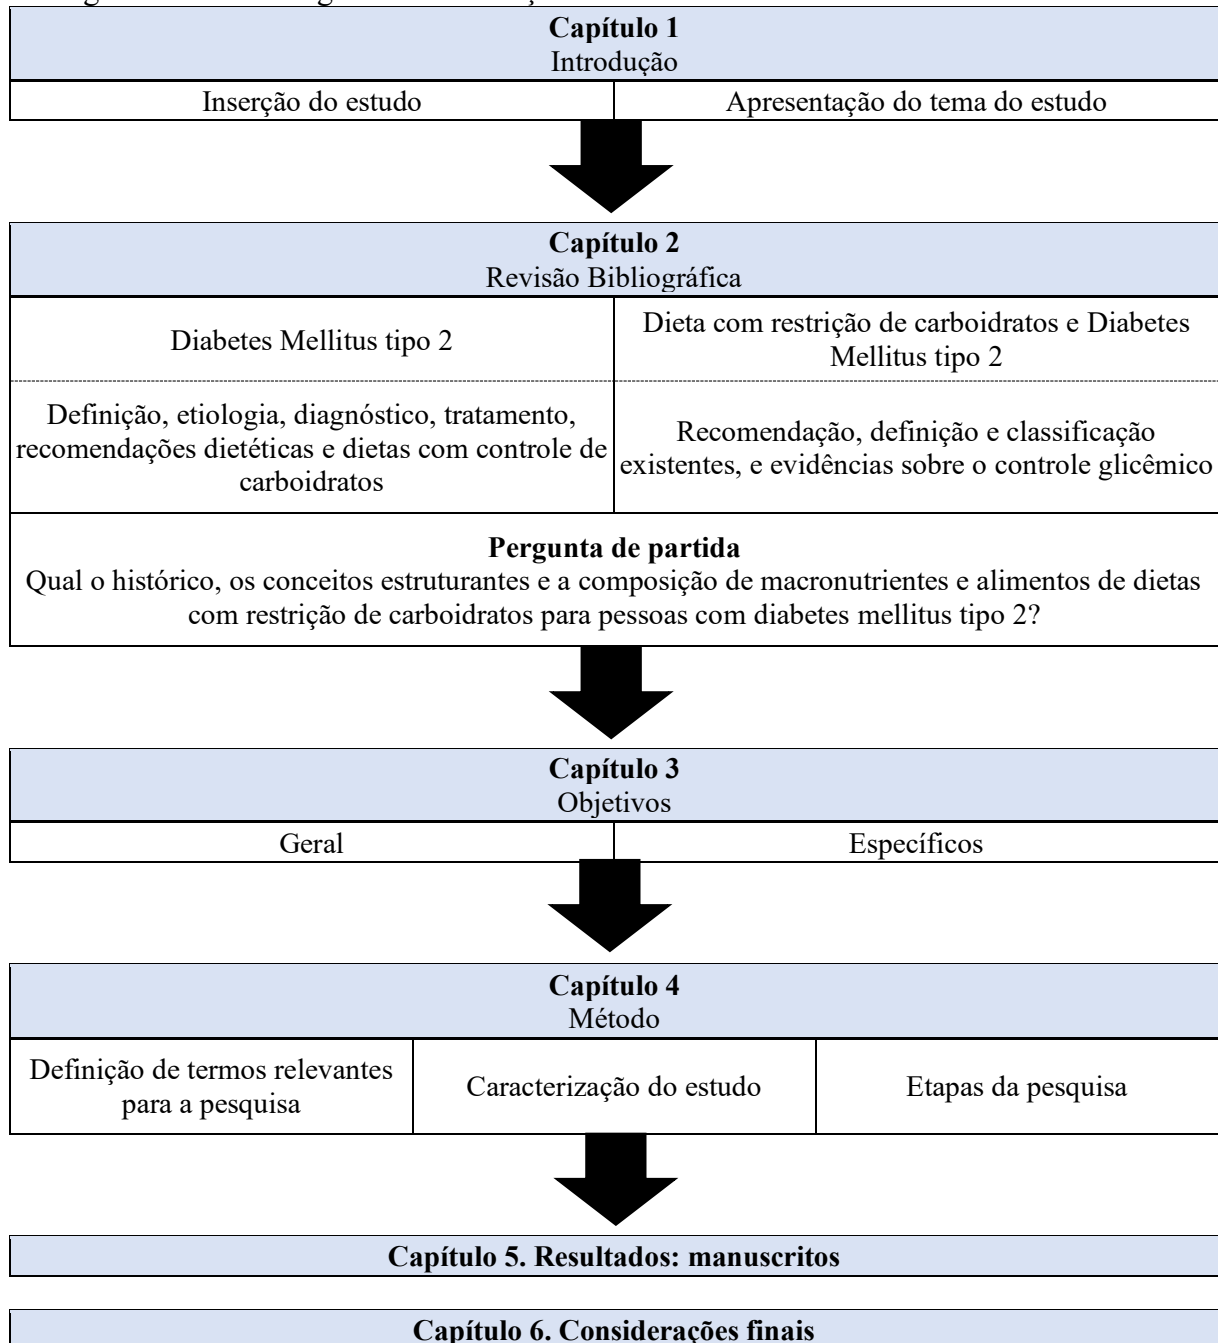 Capítulo 1
Introdução
Inserção do estudo
Apresentação do tema do estudo
Capítulo 2
Revisão Bibliográfica
Diabetes Mellitus tipo 2
Dieta com restrição de carboidratos e Diabetes
Mellitus tipo 2
Definição, etiologia, diagnóstico, tratamento,
recomendações dietéticas e dietas com controle de
carboidratos
Recomendação, definição e classificação
existentes, e evidências sobre o controle glicêmico
Pergunta de partida
Qual o histórico, os conceitos estruturantes e a composição de macronutrientes e alimentos de dietas
com restrição de carboidratos para pessoas com diabetes mellitus tipo 2?
Capítulo 3
Objetivos
Geral
Específicos
Capítulo 4
Método
Definição de termos relevantes
para a pesquisa
Caracterização do estudo
Etapas da pesquisa
Capítulo 5. Resultados: manuscritos
Capítulo 6. Considerações finais